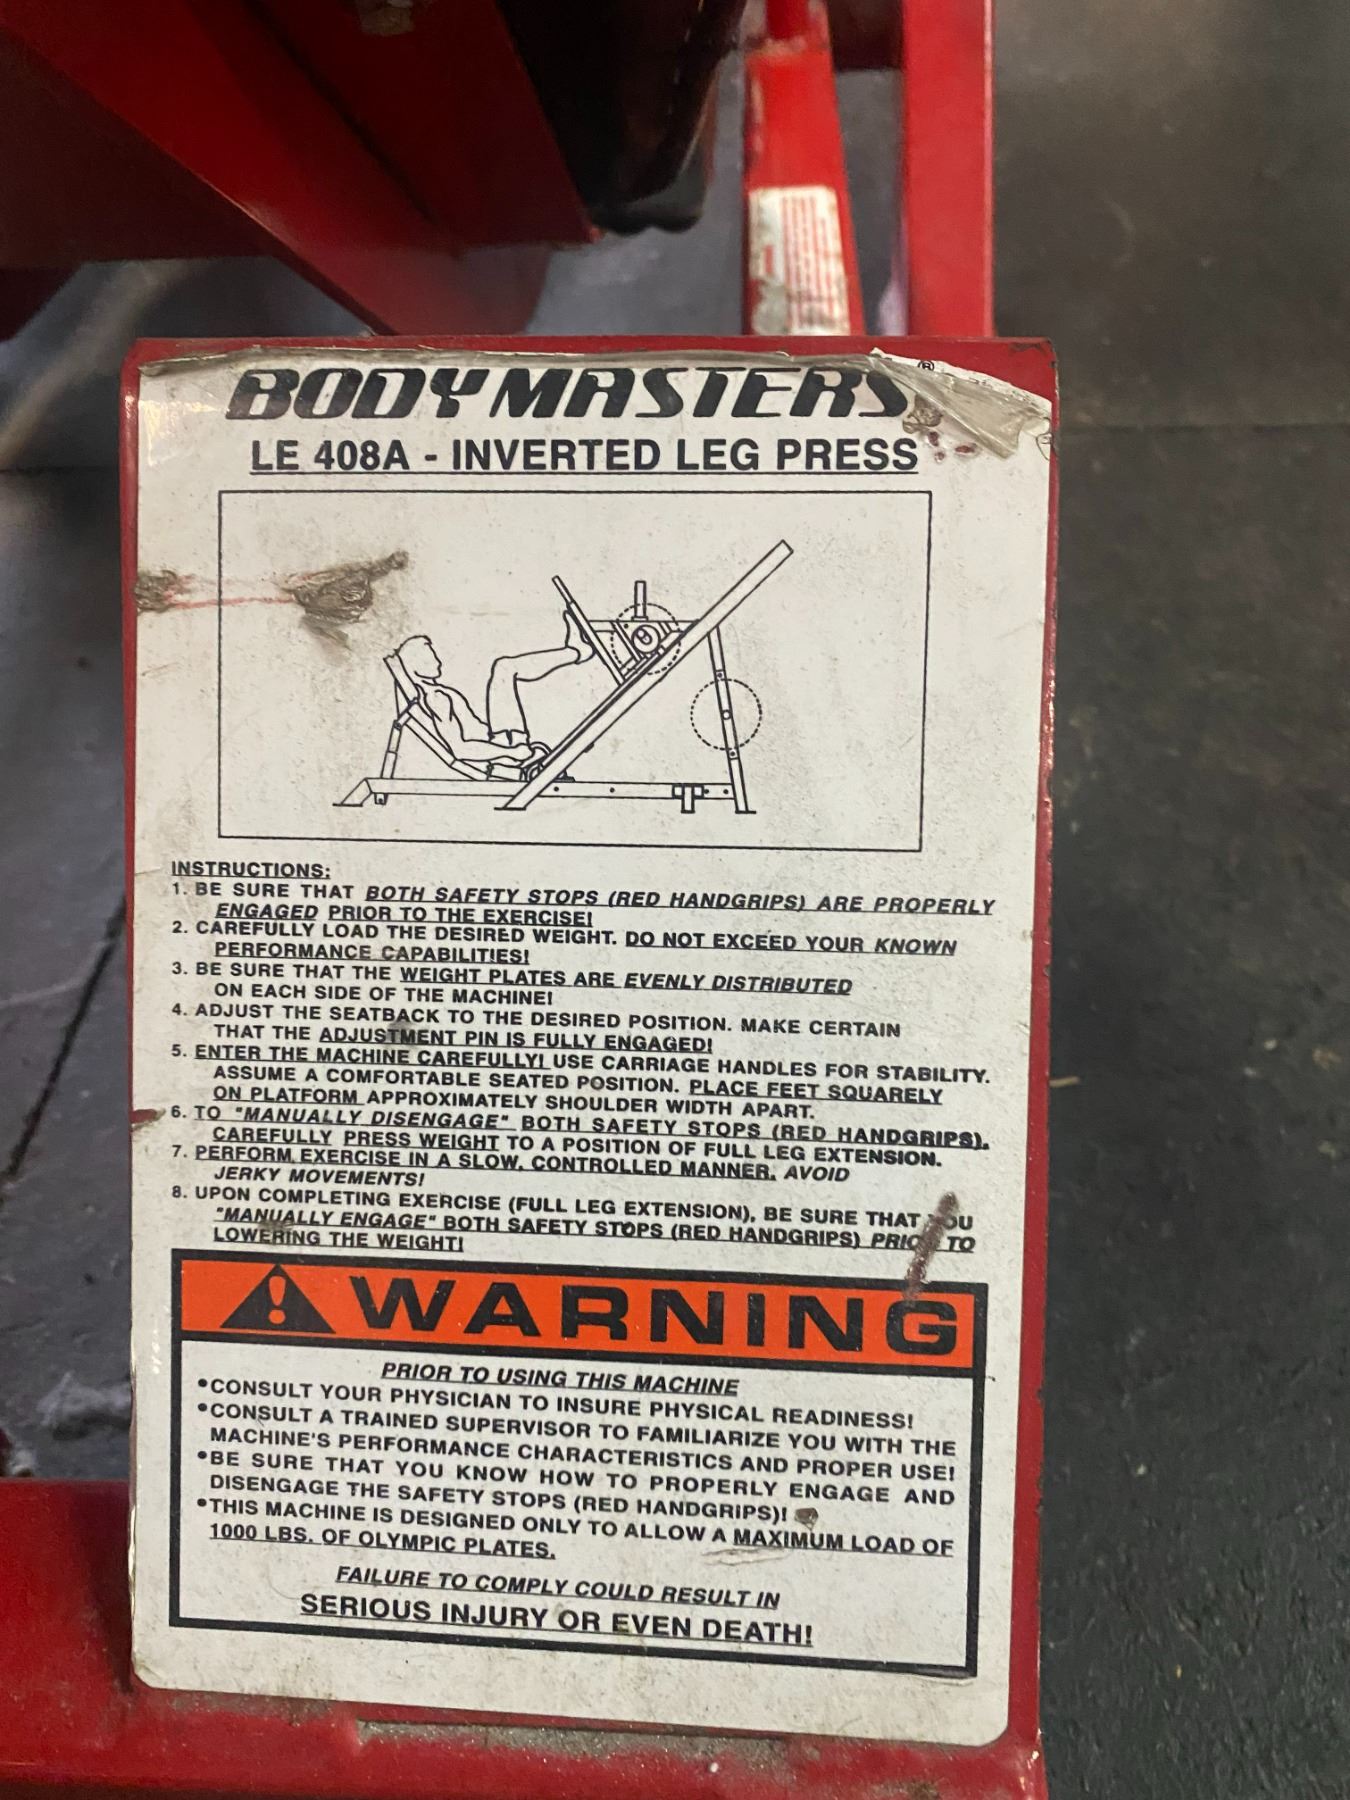 BODYMASTERS®
LE 408A - INVERTED LEG PRESS
INSTRUCTIONS:
1. BE SURE THAT BOTH SAFETY STOPS (RED HANDGRIPS) ARE PROPERLY
ENGAGED PRIOR TO THE EXERCISE!
2. CAREFULLY LOAD THE DESIRED WEIGHT. DO NOT EXCEED YOUR KNOWN
PERFORMANCE CAPABILITIES!
3. BE SURE THAT THE WEIGHT PLATES ARE EVENLY DISTRIBUTED
ON EACH SIDE OF THE MACHINE!
4. ADJUST THE SEATBACK TO THE DESIRED POSITION. MAKE CERTAIN
THAT THE ADJUSTMENT PIN IS FULLY ENGAGED!
5. ENTER THE MACHINE CAREFULLY! USE CARRIAGE HANDLES FOR STABILITY.
ASSUME A COMFORTABLE SEATED POSITION. PLACE FEET SQUARELY
ON PLATFORM APPROXIMATELY SHOULDER WIDTH APART.
6. TO "MANUALLY DISENGAGE" BOTH SAFETY STOPS (RED HANDGRIPS),
CAREFULLY PRESS WEIGHT TO A POSITION OF FULL LEG EXTENSION.
7. PERFORM EXERCISE IN A SLOW, CONTROLLED MANNER. AVOID
JERKY MOVEMENTS!
8. UPON COMPLETING EXERCISE (FULL LEG EXTENSION), BE SURE THAT YOU
"MANUALLY ENGAGE" BOTH SAFETY STOPS (RED HANDGRIPS) PRIOR TO
LOWERING THE WEIGHT!
WARNING
PRIOR TO USING THIS MACHINE
•CONSULT YOUR PHYSICIAN TO INSURE PHYSICAL READINESS!
•CONSULT A TRAINED SUPERVISOR TO FAMILIARIZE YOU WITH THE
MACHINE'S PERFORMANCE CHARACTERISTICS AND PROPER USE!
•BE SURE THAT YOU KNOW HOW TO PROPERLY ENGAGE AND
DISENGAGE THE SAFETY STOPS (RED HANDGRIPS)!
•THIS MACHINE IS DESIGNED ONLY TO ALLOW A MAXIMUM LOAD OF
1000 LBS. OF OLYMPIC PLATES.
FAILURE TO COMPLY COULD RESULT IN
SERIOUS INJURY OR EVEN DEATH!